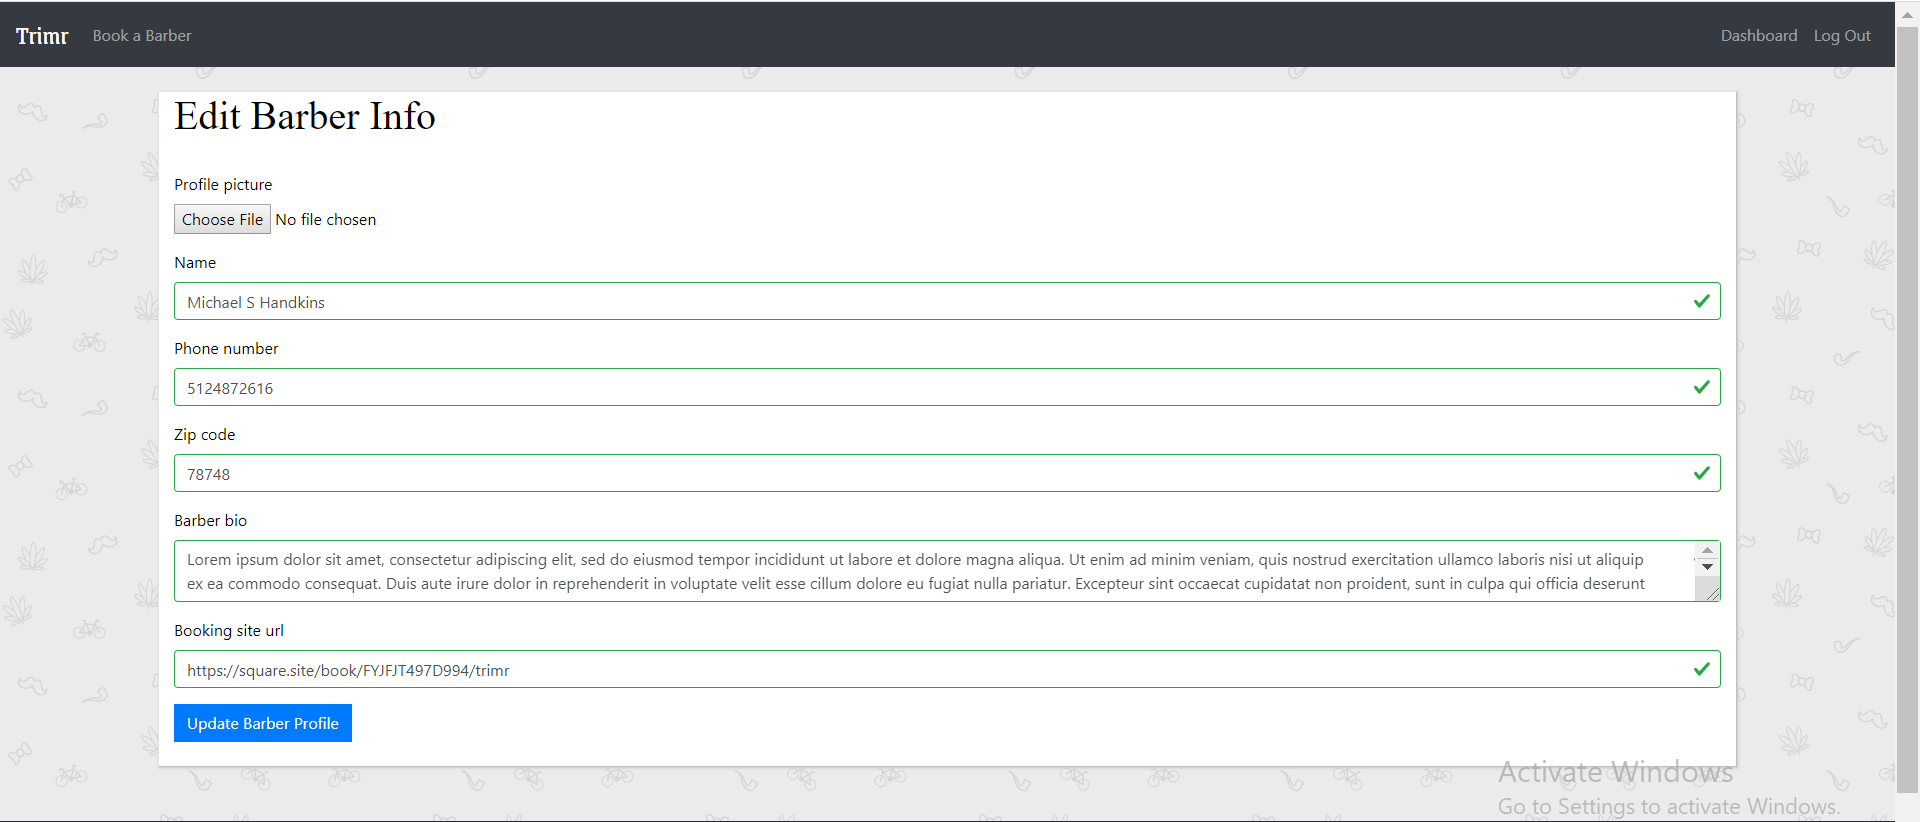 Trimr Book a Barber Dashboard Log Out
Edit Barber Info
Profile picture
Choose File No file chosen
Name
Michael S Handkins
Phone number
5124872616
Zip code
78748
Barber bio
Lorem ipsum dolor sit amet, consectetur adipiscing elit, sed do eiusmod tempor incididunt ut labore et dolore magna aliqua. Ut enim ad minim veniam, quis nostrud exercitation ullamco laboris nisi ut aliquip
ex ea commodo consequat. Duis aute irure dolor in reprehenderit in voluptate velit esse cillum dolore eu fugiat nulla pariatur. Excepteur sint occaecat cupidatat non proident, sunt in culpa qui officia deserunt
Booking site url
https://square.site/book/FYJFJT497D994/trimr
Update Barber Profile
Activate Windows
Go to Settings to activate Windows.